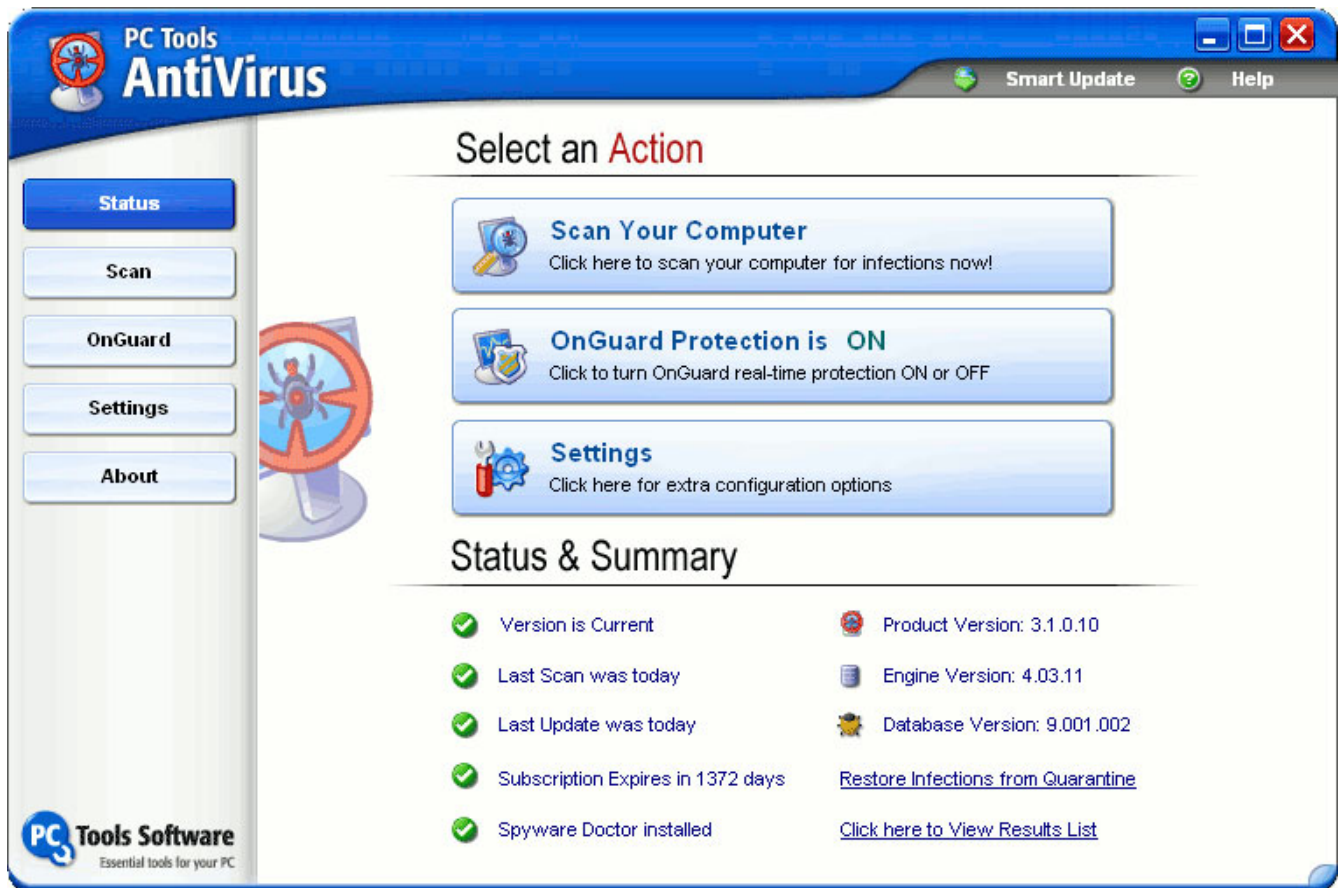 PC Tools
AntiVirus
Smart Update
Help
Status
Scan
OnGuard
Settings
About
Select an Action
Scan Your Computer
Click here to scan your computer for infections now!
OnGuard Protection is ON
Click to turn OnGuard real-time protection ON or OFF
Settings
Click here for extra configuration options
Status & Summary
Version is Current
Product Version: 3.1.0.10
Last Scan was today
Engine Version: 4.03.11
Last Update was today
Database Version: 9.001.002
Subscription Expires in 1372 days
Restore Infections from Quarantine
Spyware Doctor installed
Click here to View Results List
PC Tools Software
Essential tools for your PC